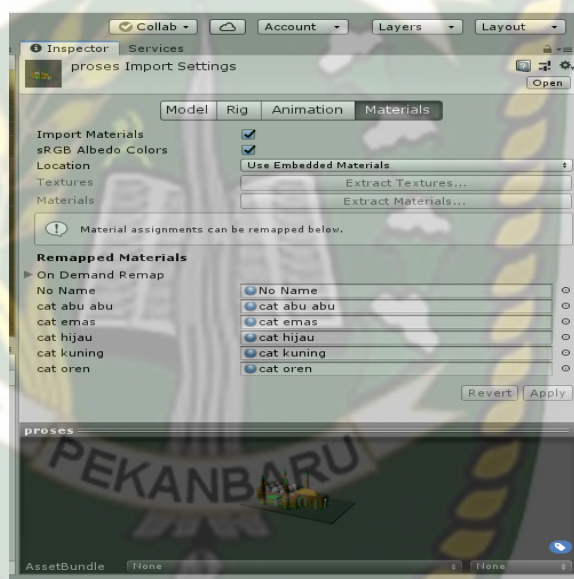 Collab Account Layers Layout
Inspector Services
proses Import Settings
Open
Model Rig Animation Materials
Import Materials
sRGB Albedo Colors
Location Use Embedded Materials
Textures Extract Textures...
Materials Extract Materials...
Material assignments can be remapped below.
Remapped Materials
On Demand Remap
No Name No Name
cat abu abu cat abu abu
cat emas cat emas
cat hijau cat hijau
cat kuning cat kuning
cat oren cat oren
Revert Apply
proses
PEKANBARU
AssetBundle None None